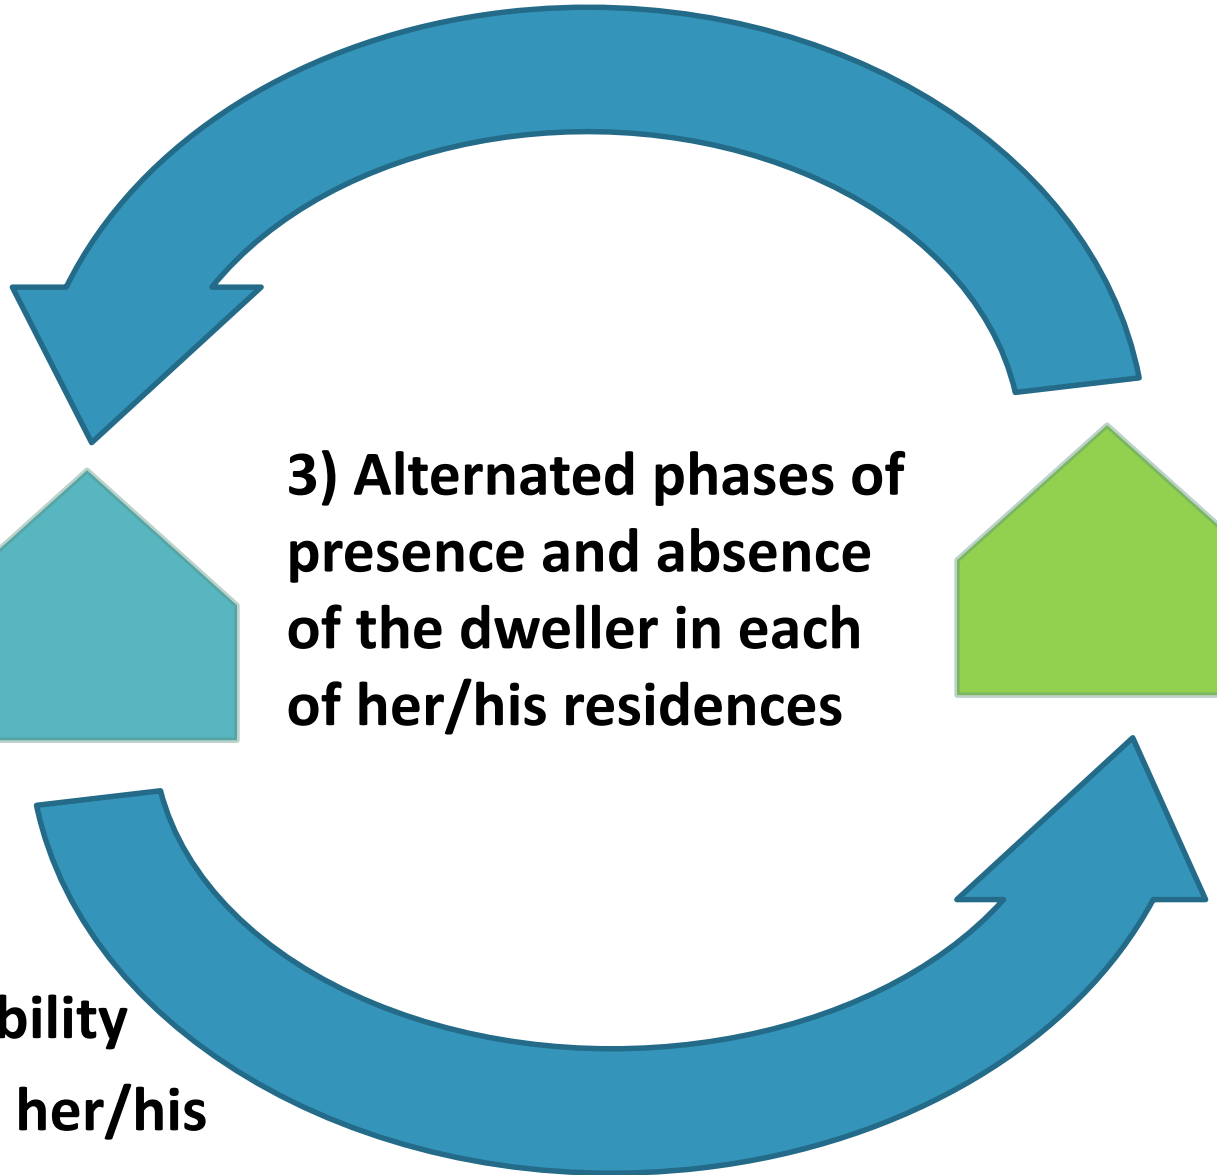 3) Alternated phases of
presence and absence
of the dweller in each
of her/his residences
bility
her/his